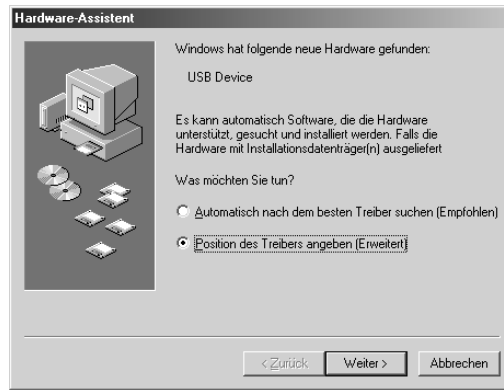 Hardware-Assistent
Windows hat folgende neue Hardware gefunden:
USB Device
Es kann automatisch Software, die die Hardware
unterstützt, gesucht und installiert werden. Falls die
Hardware mit Installationsdatenträger(n) ausgeliefert
Was möchten Sie tun?
Automatisch nach dem besten Treiber suchen (Empfohlen)
Position des Treibers angeben (Erweitert)
< Zurück Weiter > Abbrechen